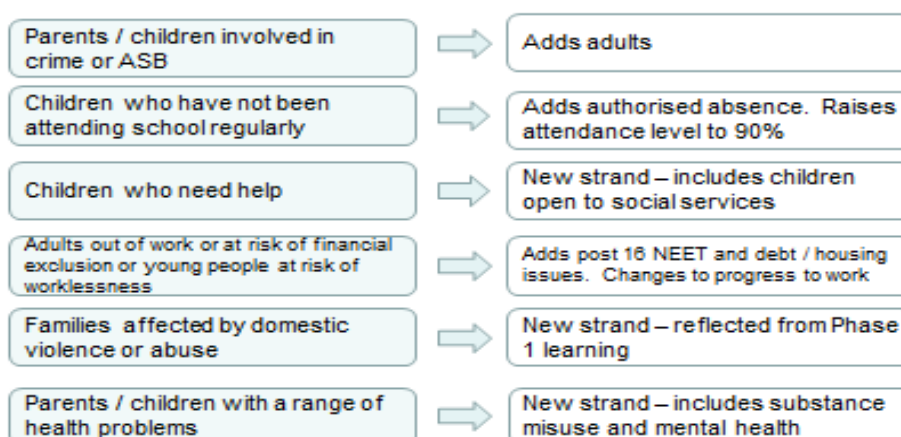 Parents / children involved in
crime or ASB
Adds adults
Children who have not been
attending school regularly
Adds authorised absence. Raises
attendance level to 90%
Children who need help
New strand – includes children
open to social services
Adults out of work or at risk of financial
exclusion or young people at risk of
worklessness
Adds post 16 NEET and debt / housing
issues. Changes to progress to work
Families affected by domestic
violence or abuse
New strand – reflected from Phase
1 learning
Parents / children with a range of
health problems
New strand – includes substance
misuse and mental health